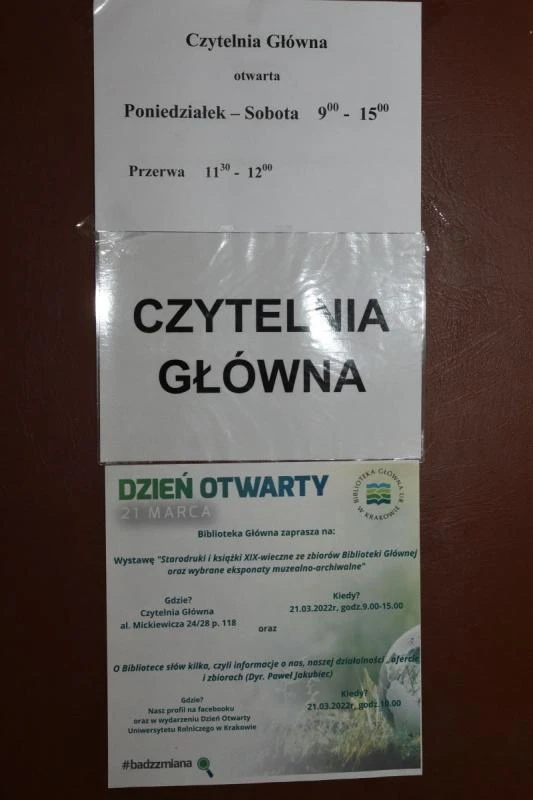 Czytelnia Główna
otwarta
Poniedziałek – Sobota 9⁰⁰ - 15⁰⁰
Przerwa 11³⁰ - 12⁰⁰
CZYTELNIA
GŁÓWNA
DZIEŃ OTWARTY
21 MARCA
BIBLIOTEKA GŁÓWNA UR
W KRAKOWIE
Biblioteka Główna zaprasza na:
Wystawę "Starodruki i książki XIX-wieczne ze zbiorów Biblioteki Głównej
oraz wybrane eksponaty muzealno-archiwalne"
Gdzie?
Czytelnia Główna
al. Mickiewicza 24/28 p. 118
Kiedy?
21.03.2022r, godz.9.00-15.00
oraz
O Bibliotece słów kilka, czyli informacje o nas, naszej działalności , ofercie
i zbiorach (Dyr. Paweł Jakubiec)
Gdzie?
Nasz profil na facebooku
oraz w wydarzeniu Dzień Otwarty
Uniwersytetu Rolniczego w Krakowie
Kiedy?
21.03.2022r, godz.10.00
#badzzmiana